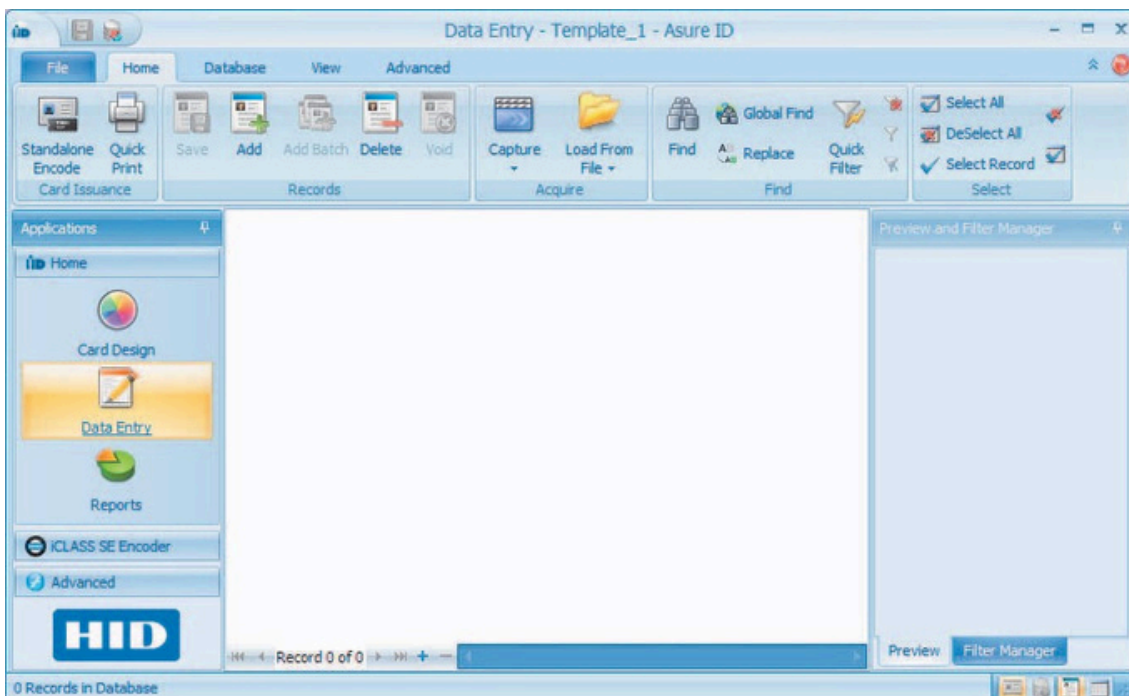 HID
Data Entry - Template_1 - Asure ID
File Home Database View Advanced
Standalone Encode
Quick Print
Save
Add
Add Batch
Delete
Void
Capture
Load From File
Find
Global Find
Replace
Quick Filter
Select All
DeSelect All
Select Record
Card Issuance
Records
Acquire
Find
Select
Applications
HID Home
Card Design
Data Entry
Reports
iCLASS SE Encoder
Advanced
HID
Preview and Filter Manager
Record 0 of 0
Preview
Filter Manager
0 Records in Database